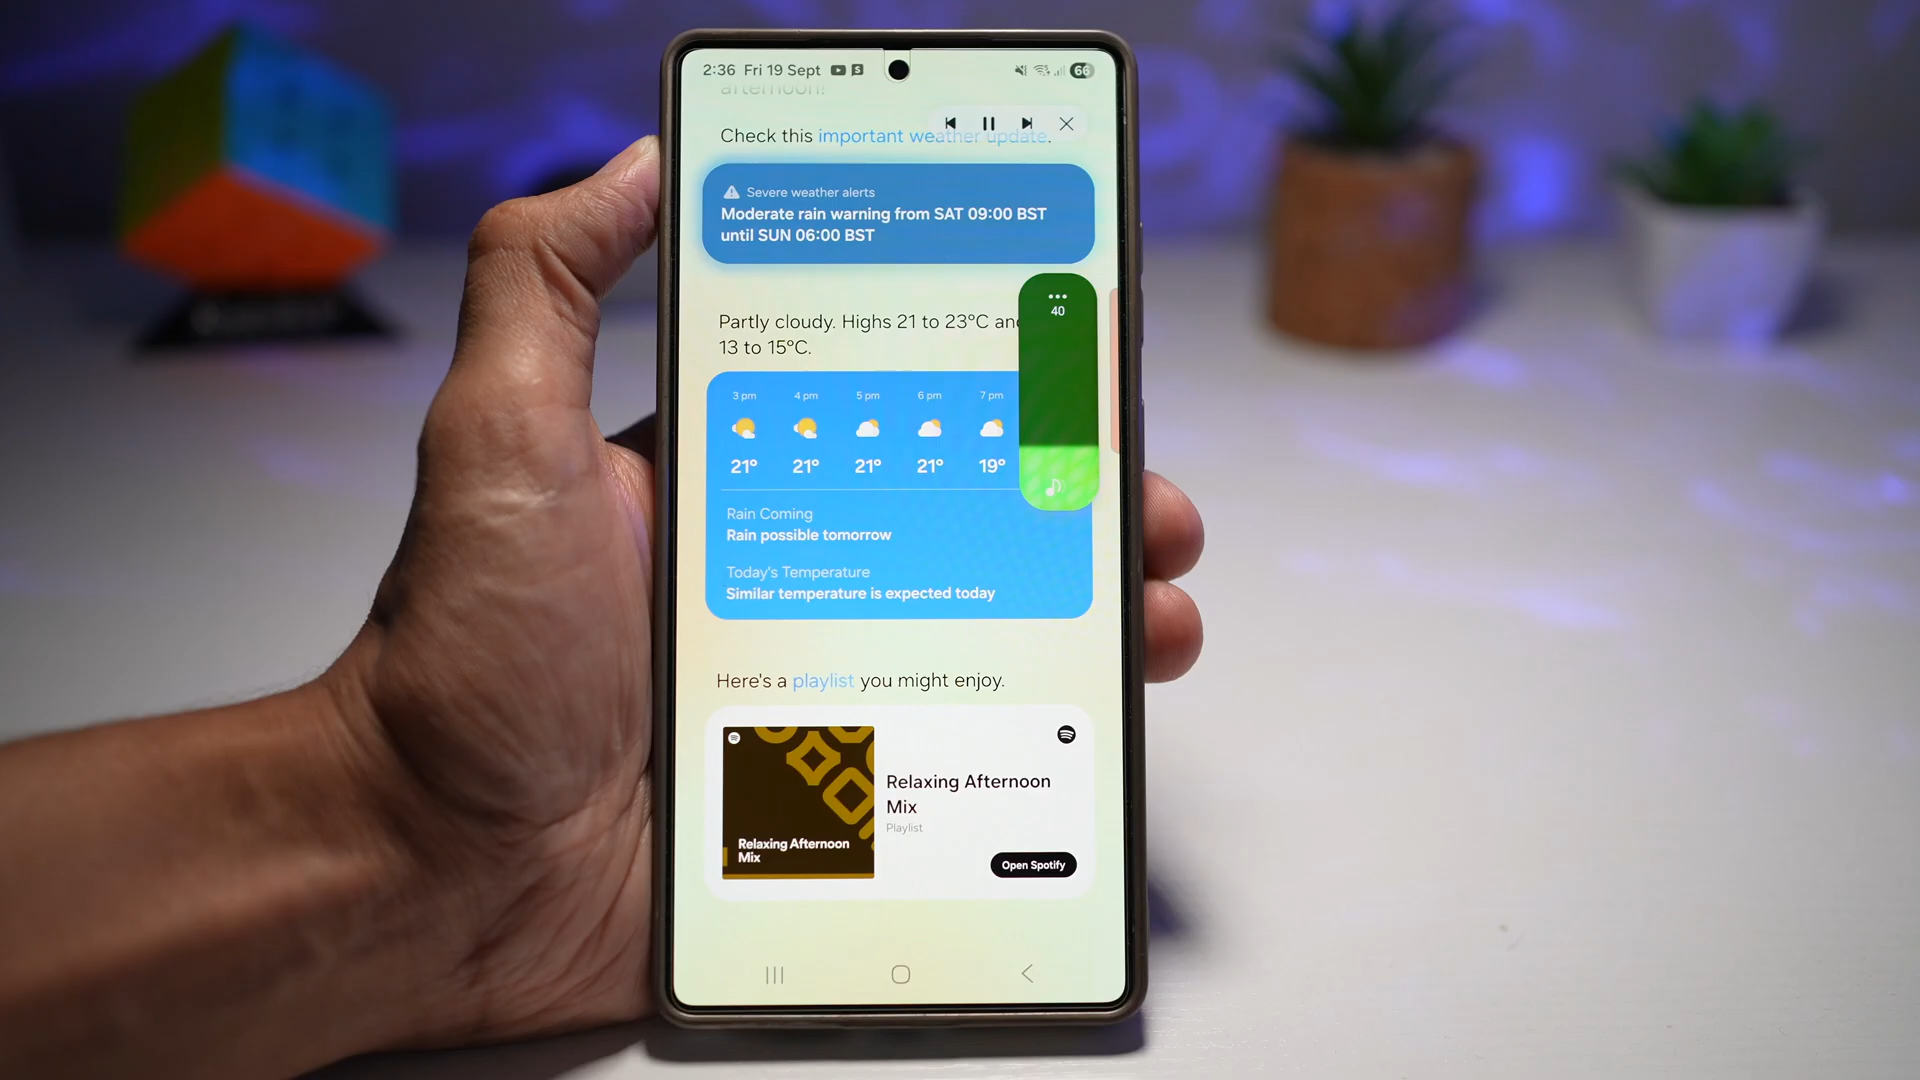 2:36 Fri 19 Sept
66
afternoon!
Check this important weather update.
Severe weather alerts
Moderate rain warning from SAT 09:00 BST
until SUN 06:00 BST
40
Partly cloudy. Highs 21 to 23°C and
13 to 15°C.
3 pm 4 pm 5 pm 6 pm 7 pm
21° 21° 21° 21° 19°
Rain Coming
Rain possible tomorrow
Today's Temperature
Similar temperature is expected today
Here's a playlist you might enjoy.
Relaxing Afternoon
Mix
Playlist
Relaxing Afternoon
Mix
Open Spotify